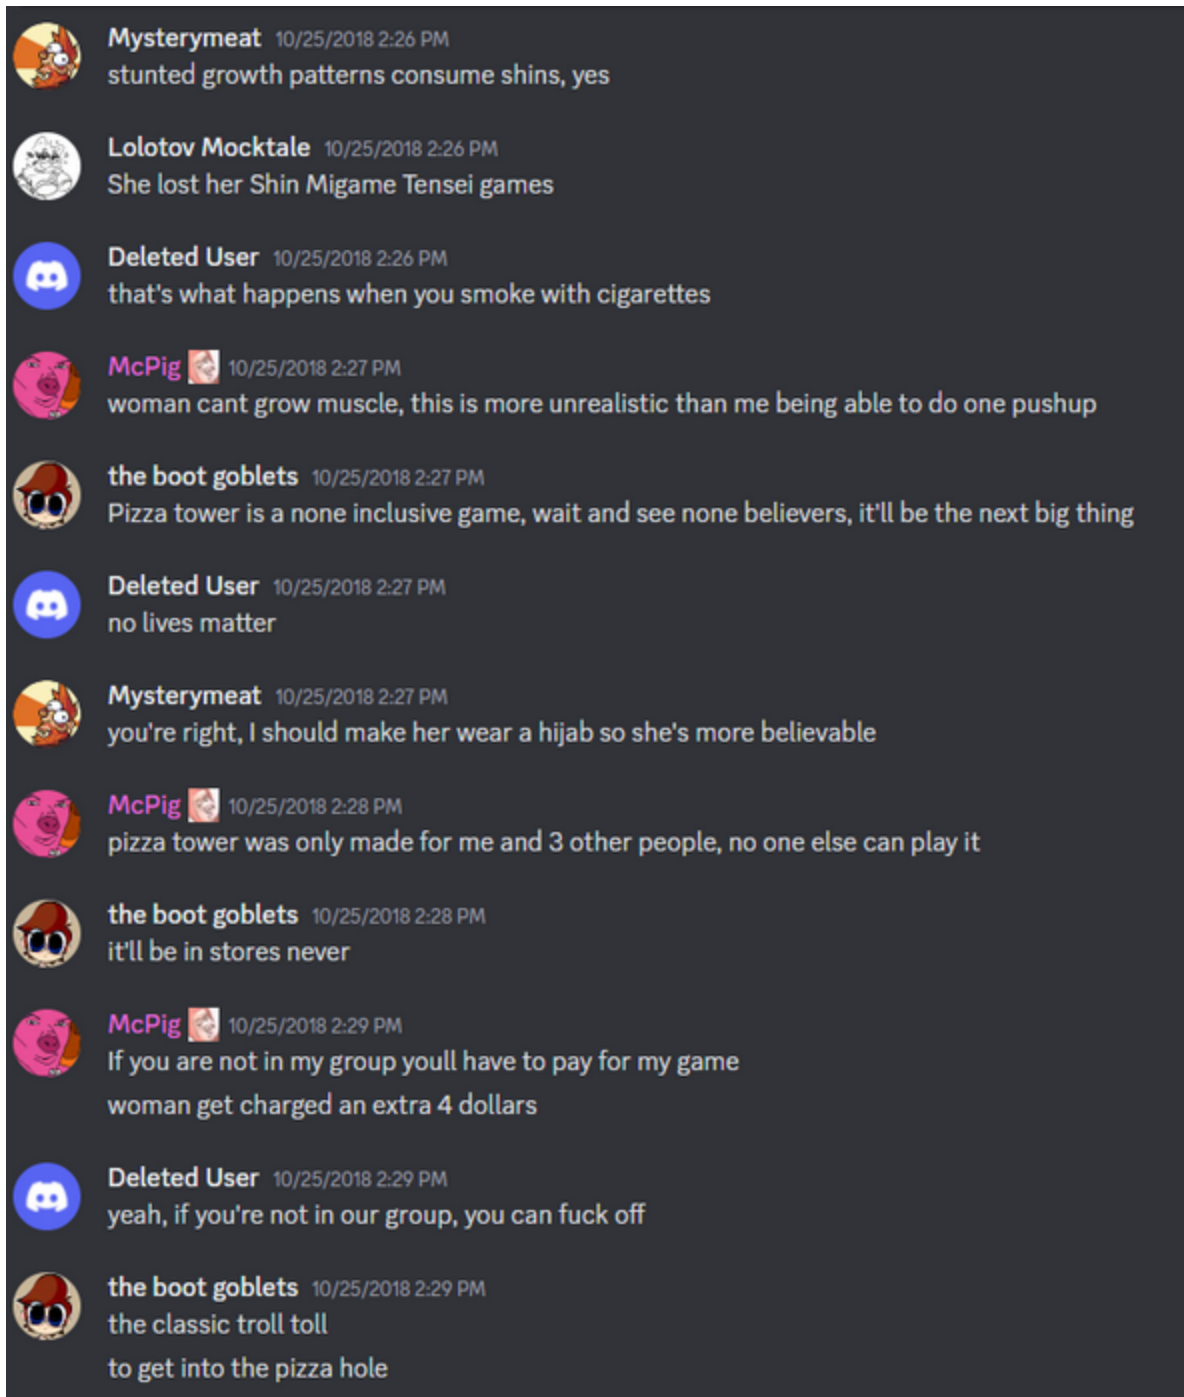 Mysterymeat 10/25/2018 2:26 PM
stunted growth patterns consume shins, yes
Lolotov Mocktale 10/25/2018 2:26 PM
She lost her Shin Migame Tensei games
Deleted User 10/25/2018 2:26 PM
that's what happens when you smoke with cigarettes
McPig 10/25/2018 2:27 PM
woman cant grow muscle, this is more unrealistic than me being able to do one pushup
the boot goblets 10/25/2018 2:27 PM
Pizza tower is a none inclusive game, wait and see none believers, it'll be the next big thing
Deleted User 10/25/2018 2:27 PM
no lives matter
Mysterymeat 10/25/2018 2:27 PM
you're right, I should make her wear a hijab so she's more believable
McPig 10/25/2018 2:28 PM
pizza tower was only made for me and 3 other people, no one else can play it
the boot goblets 10/25/2018 2:28 PM
it'll be in stores never
McPig 10/25/2018 2:29 PM
If you are not in my group youll have to pay for my game
woman get charged an extra 4 dollars
Deleted User 10/25/2018 2:29 PM
yeah, if you're not in our group, you can fuck off
the boot goblets 10/25/2018 2:29 PM
the classic troll toll
to get into the pizza hole